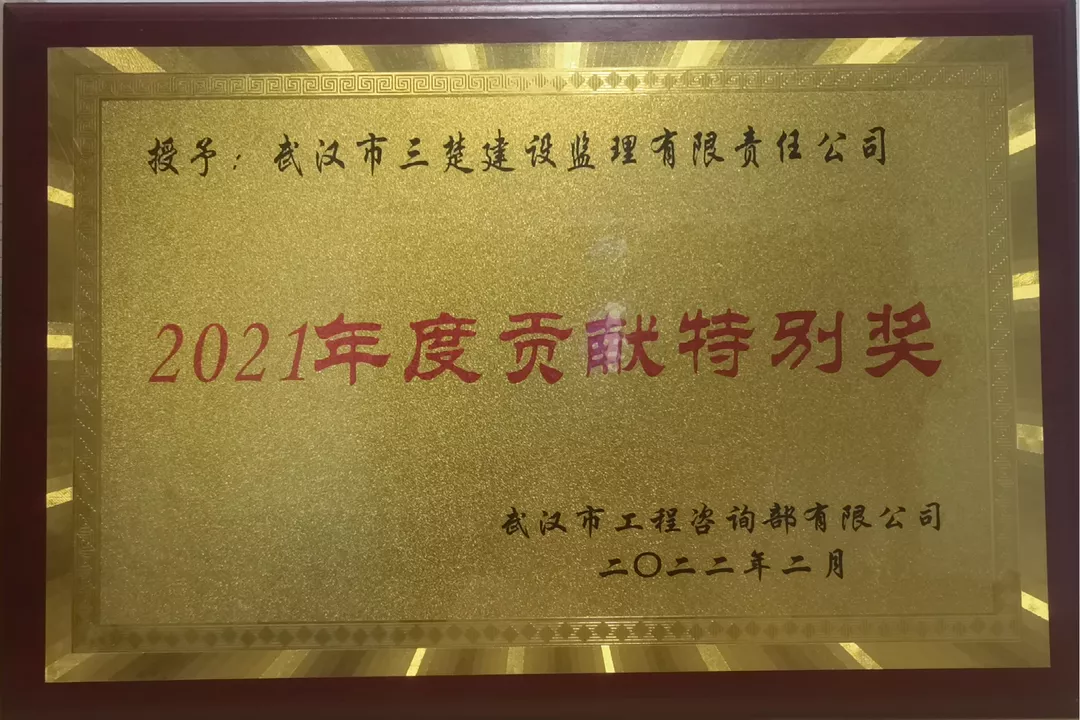 授予：武汉市三楚建设监理有限责任公司
2021年度贡献特别奖
武汉市工程咨询部有限公司
二〇二二年二月